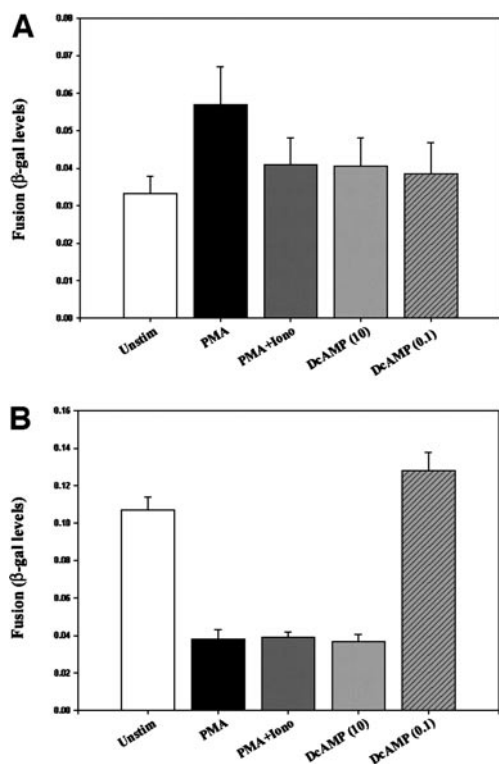 A
Fusion (β-gal levels)
0.08
0.07
0.06
0.05
0.04
0.03
0.02
0.01
0.00
Unstim
PMA
PMA+Iono
DcAMP (10)
DcAMP (0.1)
B
Fusion (β-gal levels)
0.16
0.14
0.12
0.10
0.08
0.06
0.04
0.02
0.00
Unstim
PMA
PMA+Iono
DcAMP (10)
DcAMP (0.1)